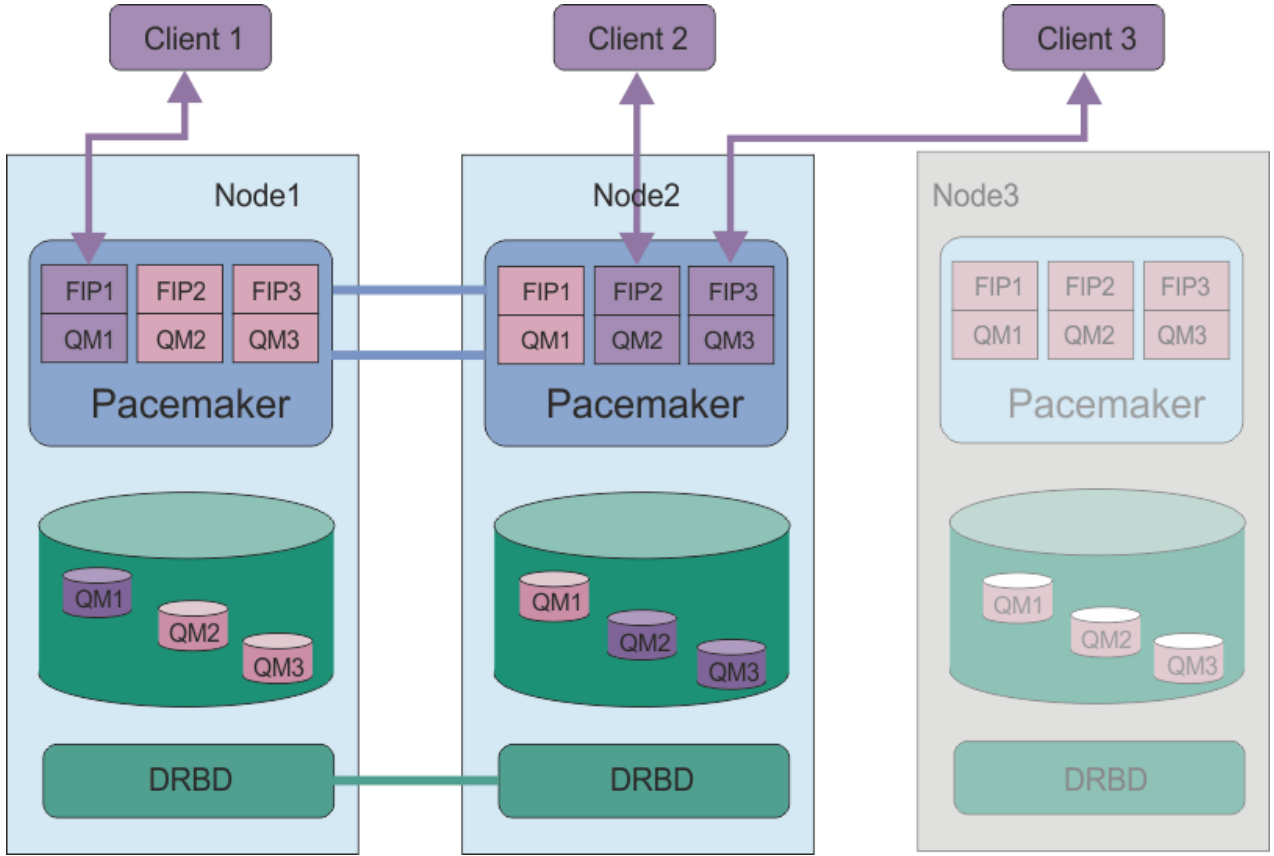 Client 1
Client 2
Client 3
Node1
Node2
Node3
FIP1 FIP2 FIP3
QM1 QM2 QM3
Pacemaker
FIP1 FIP2 FIP3
QM1 QM2 QM3
Pacemaker
FIP1 FIP2 FIP3
QM1 QM2 QM3
Pacemaker
QM1
QM2
QM3
QM1
QM2
QM3
QM1
QM2
QM3
DRBD
DRBD
DRBD